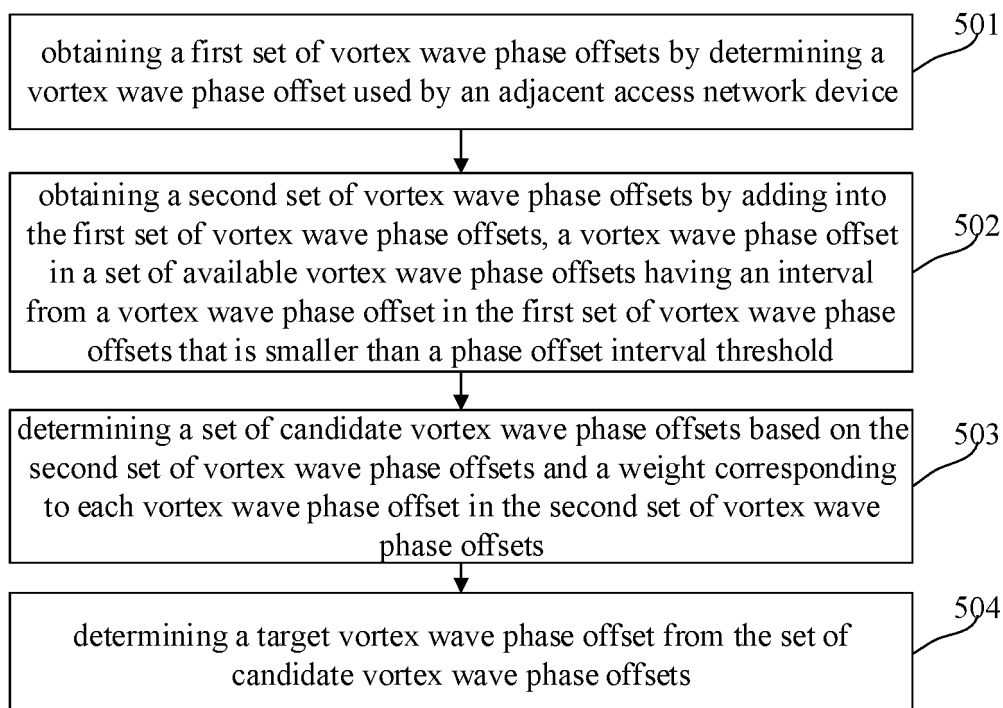 501
obtaining a first set of vortex wave phase offsets by determining a
vortex wave phase offset used by an adjacent access network device
502
obtaining a second set of vortex wave phase offsets by adding into
the first set of vortex wave phase offsets, a vortex wave phase offset
in a set of available vortex wave phase offsets having an interval
from a vortex wave phase offset in the first set of vortex wave phase
offsets that is smaller than a phase offset interval threshold
503
determining a set of candidate vortex wave phase offsets based on the
second set of vortex wave phase offsets and a weight corresponding
to each vortex wave phase offset in the second set of vortex wave
phase offsets
504
determining a target vortex wave phase offset from the set of
candidate vortex wave phase offsets